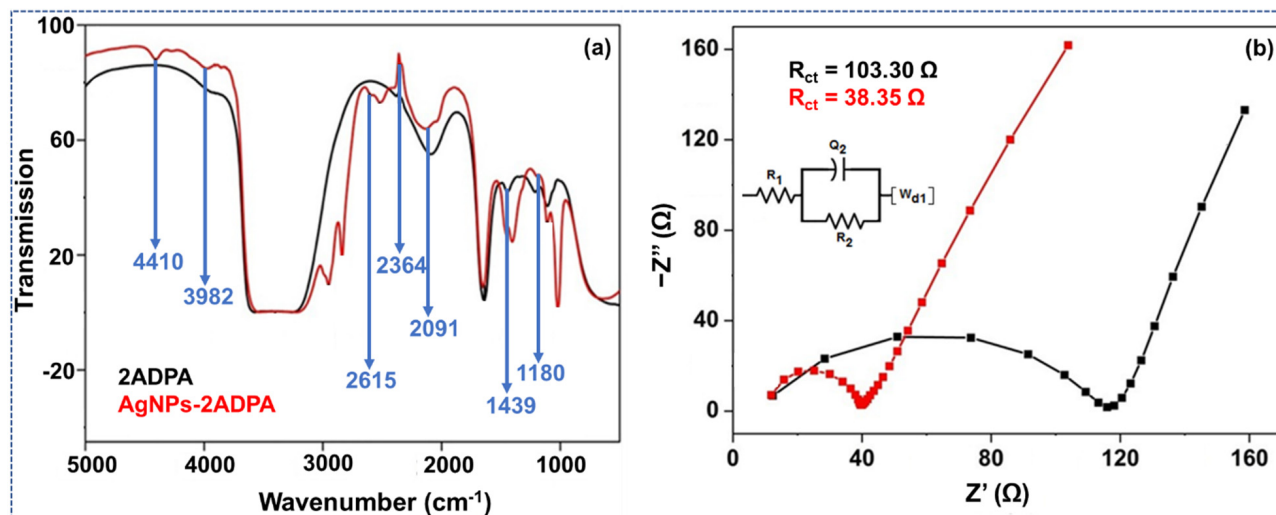 (a)
100
60
20
-20
Transmission
4410
3982
2615
2364
2091
1439
1180
2ADPA
AgNPs-2ADPA
5000
4000
3000
2000
1000
Wavenumber (cm⁻¹)
(b)
160
120
80
40
0
−Z’’ (Ω)
Rct = 103.30 Ω
Rct = 38.35 Ω
Q2
R1
Wd1
R2
0
40
80
120
160
Z’ (Ω)